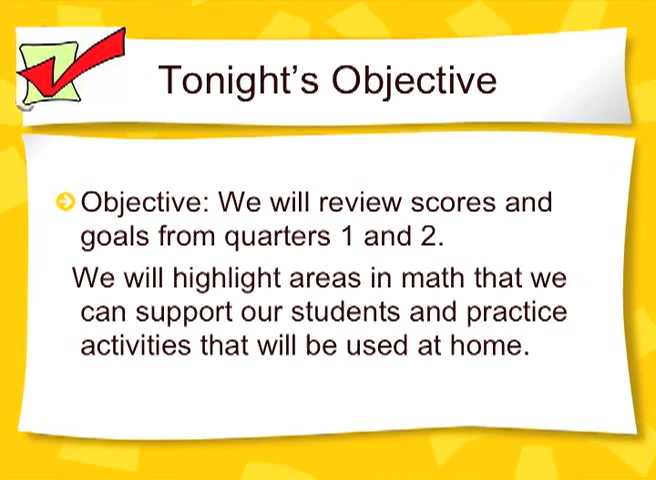 Tonight’s Objective
Objective: We will review scores and
goals from quarters 1 and 2.
We will highlight areas in math that we
can support our students and practice
activities that will be used at home.